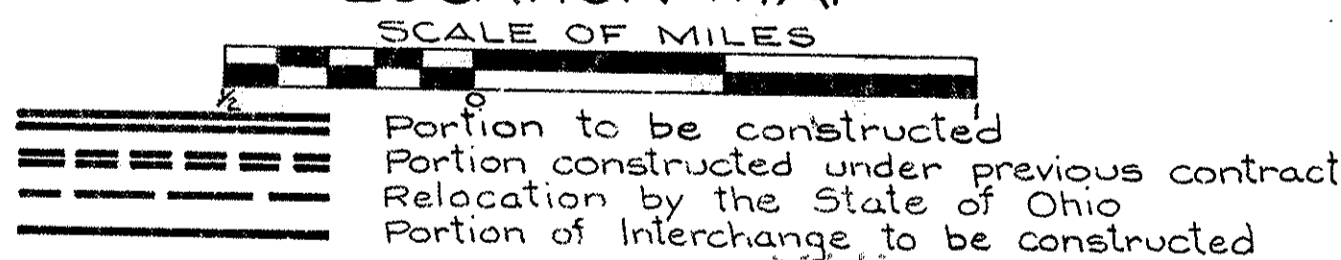 SCALE OF MILES
1/2 0 1
Portion to be constructed
Portion constructed under previous contract
Relocation by the State of Ohio
Portion of Interchange to be constructed